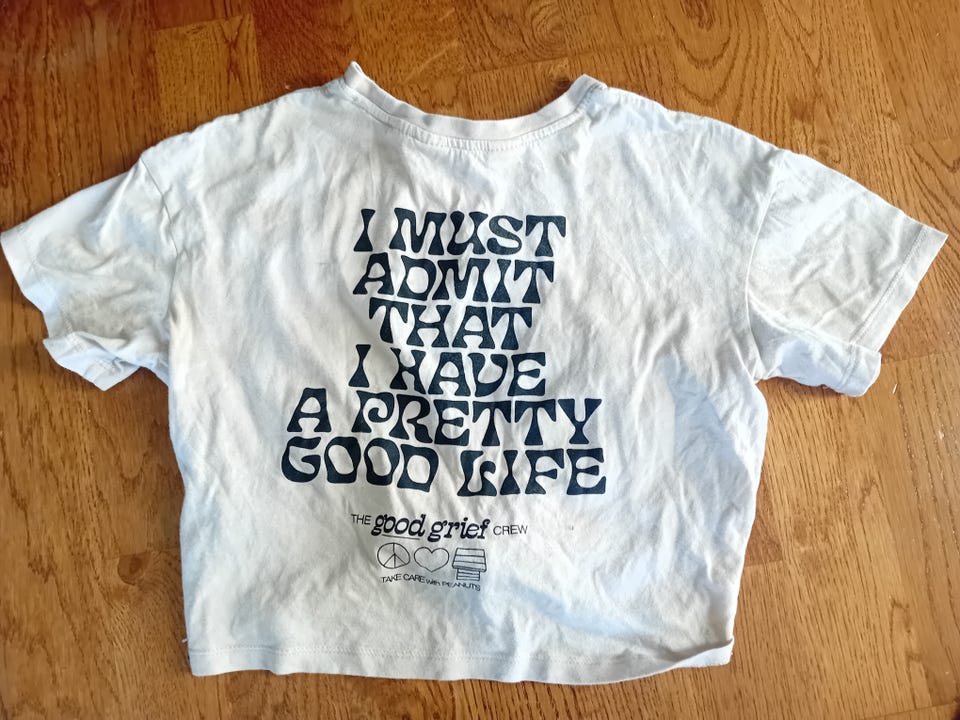 I MUST
ADMIT
THAT
I HAVE
A PRETTY
GOOD LIFE
THE good grief CREW
TAKE CARE with PEANUTS